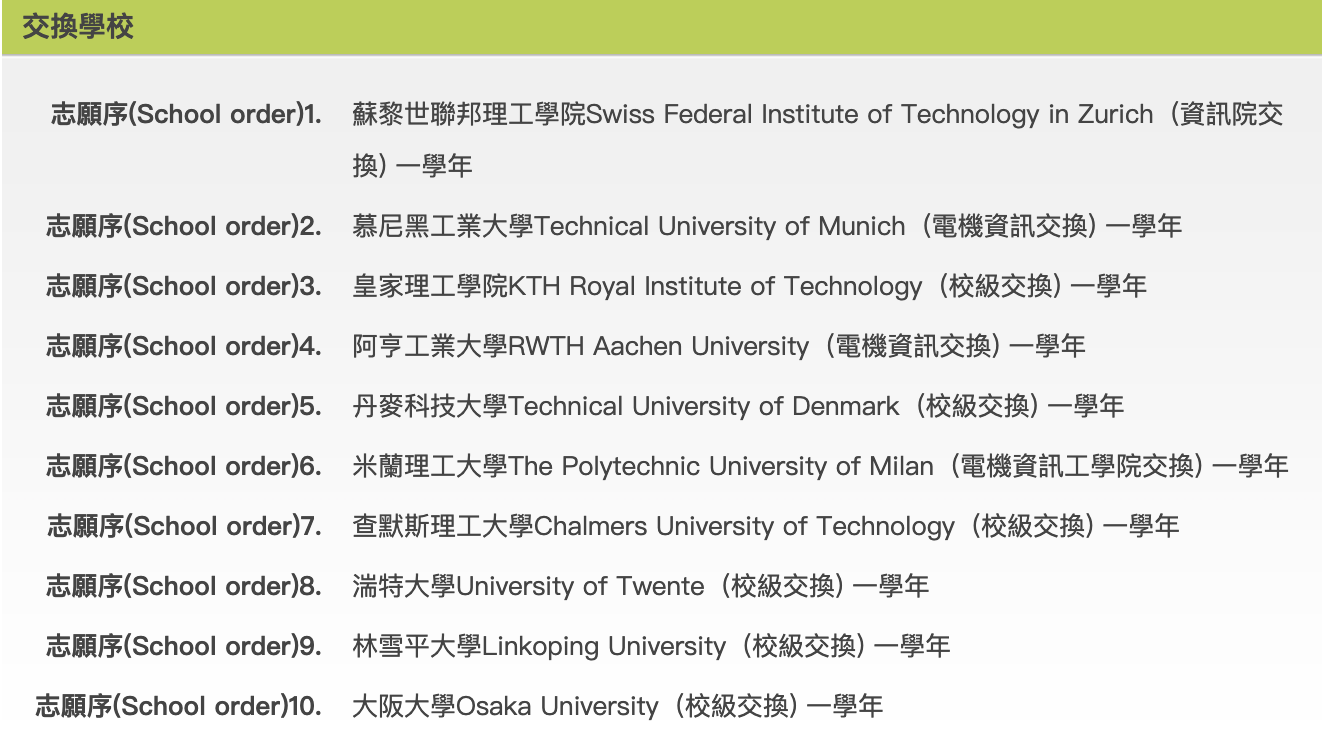 交換學校
志願序(School order)1. 蘇黎世聯邦理工學院Swiss Federal Institute of Technology in Zurich（資訊院交
換) 一學年
志願序(School order)2. 慕尼黑工業大學Technical University of Munich（電機資訊交換) 一學年
志願序(School order)3. 皇家理工學院KTH Royal Institute of Technology（校級交換) 一學年
志願序(School order)4. 阿亨工業大學RWTH Aachen University（電機資訊交換) 一學年
志願序(School order)5. 丹麥科技大學Technical University of Denmark（校級交換) 一學年
志願序(School order)6. 米蘭理工大學The Polytechnic University of Milan（電機資訊工學院交換) 一學年
志願序(School order)7. 查默斯理工大學Chalmers University of Technology（校級交換) 一學年
志願序(School order)8. 湍特大學University of Twente（校級交換) 一學年
志願序(School order)9. 林雪平大學Linkoping University（校級交換) 一學年
志願序(School order)10. 大阪大學Osaka University（校級交換) 一學年